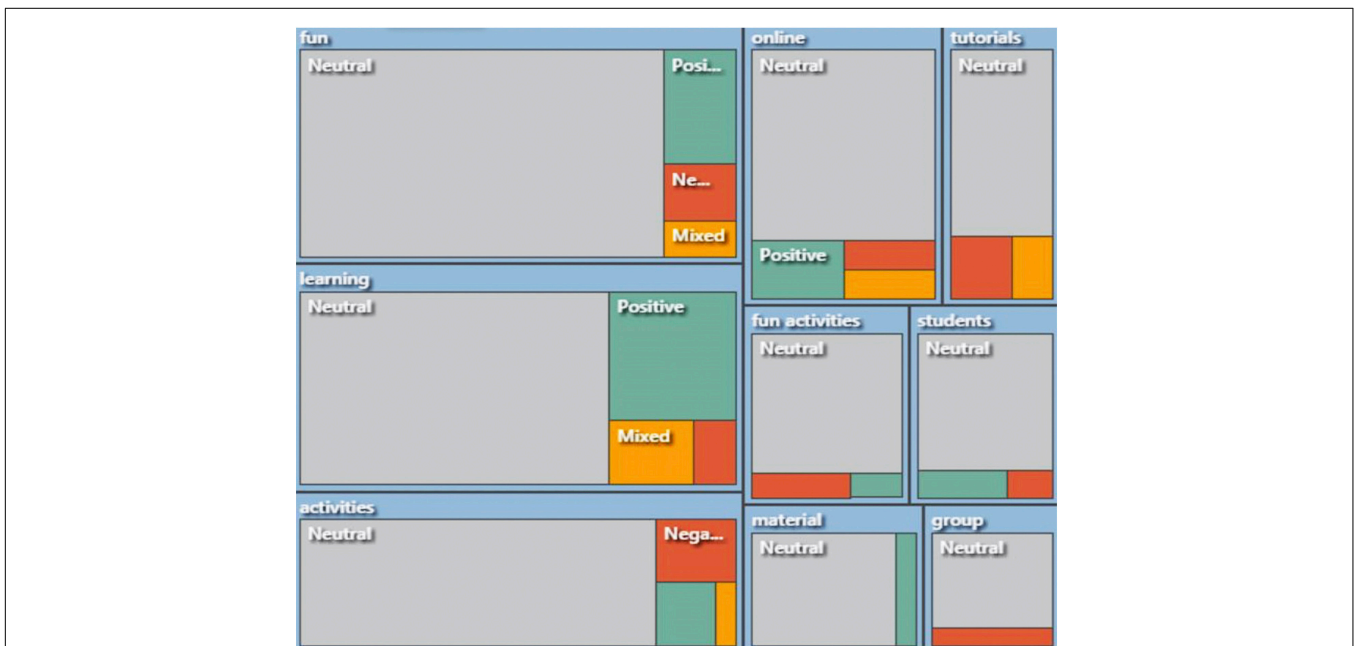 fun
Neutral
Posi...
Ne...
Mixed
learning
Neutral
Positive
Mixed
activities
Neutral
Nega...
online
Neutral
Positive
tutorials
Neutral
fun activities
Neutral
students
Neutral
material
Neutral
group
Neutral